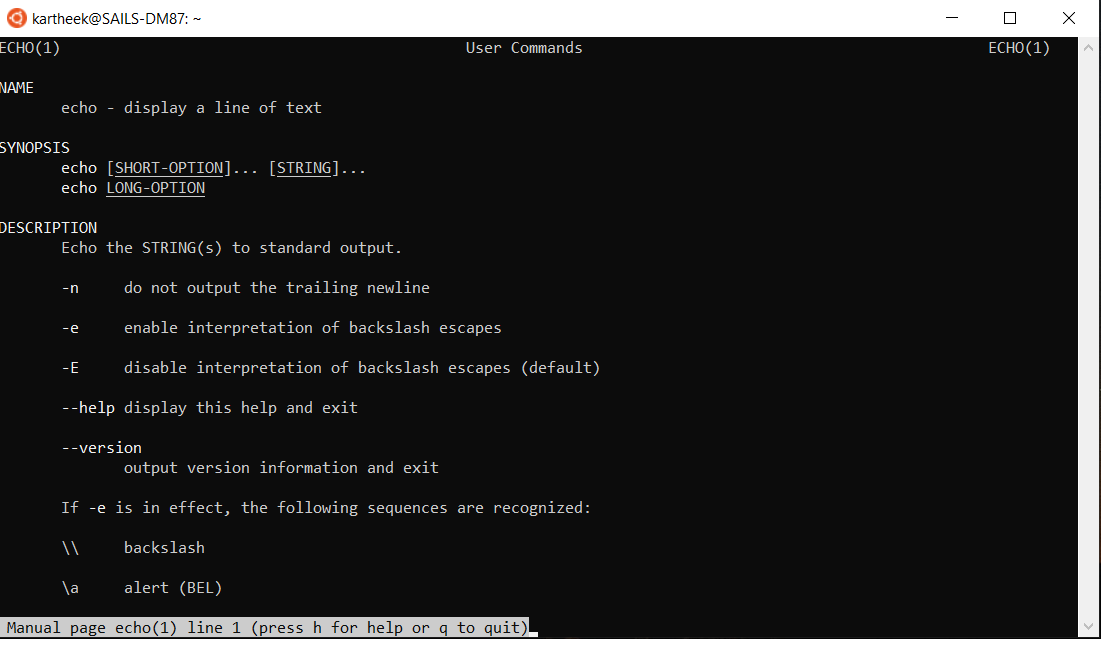 kartheek@SAILS-DM87: ~
ECHO(1) User Commands ECHO(1)
NAME
echo - display a line of text
SYNOPSIS
echo [SHORT-OPTION]... [STRING]...
echo LONG-OPTION
DESCRIPTION
Echo the STRING(s) to standard output.
-n do not output the trailing newline
-e enable interpretation of backslash escapes
-E disable interpretation of backslash escapes (default)
--help display this help and exit
--version
output version information and exit
If -e is in effect, the following sequences are recognized:
\\ backslash
\a alert (BEL)
Manual page echo(1) line 1 (press h for help or q to quit)